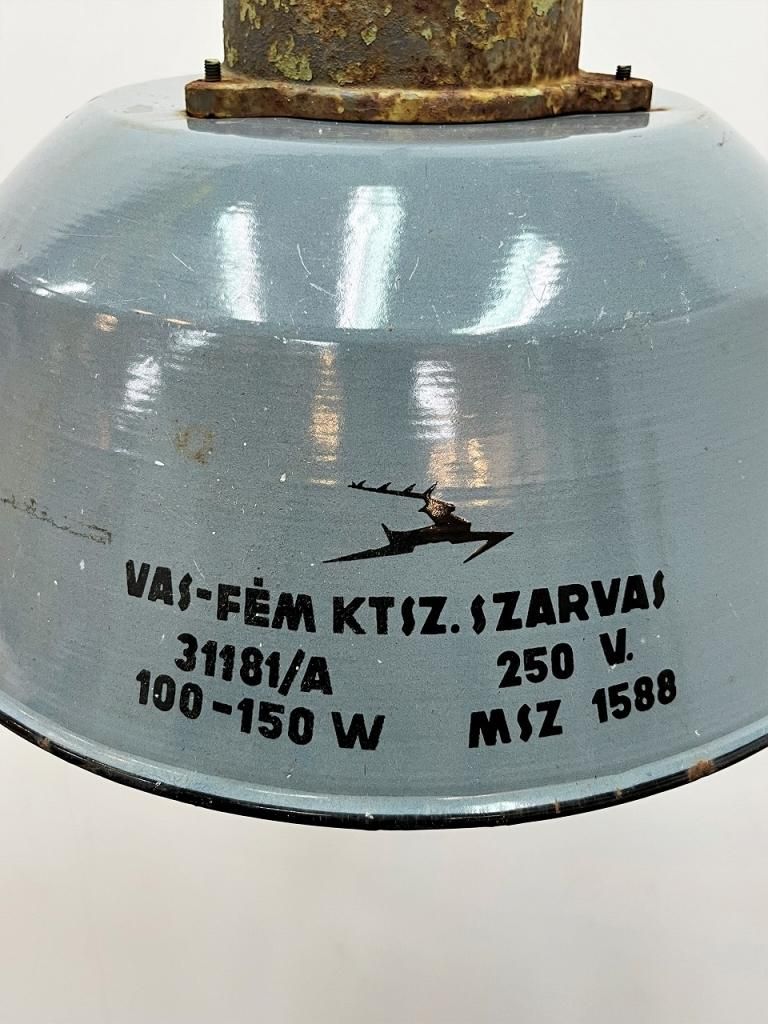 VAS-FÉM KTSZ. SZARVAS
31181/A 250 V.
100-150 W MSZ 1588